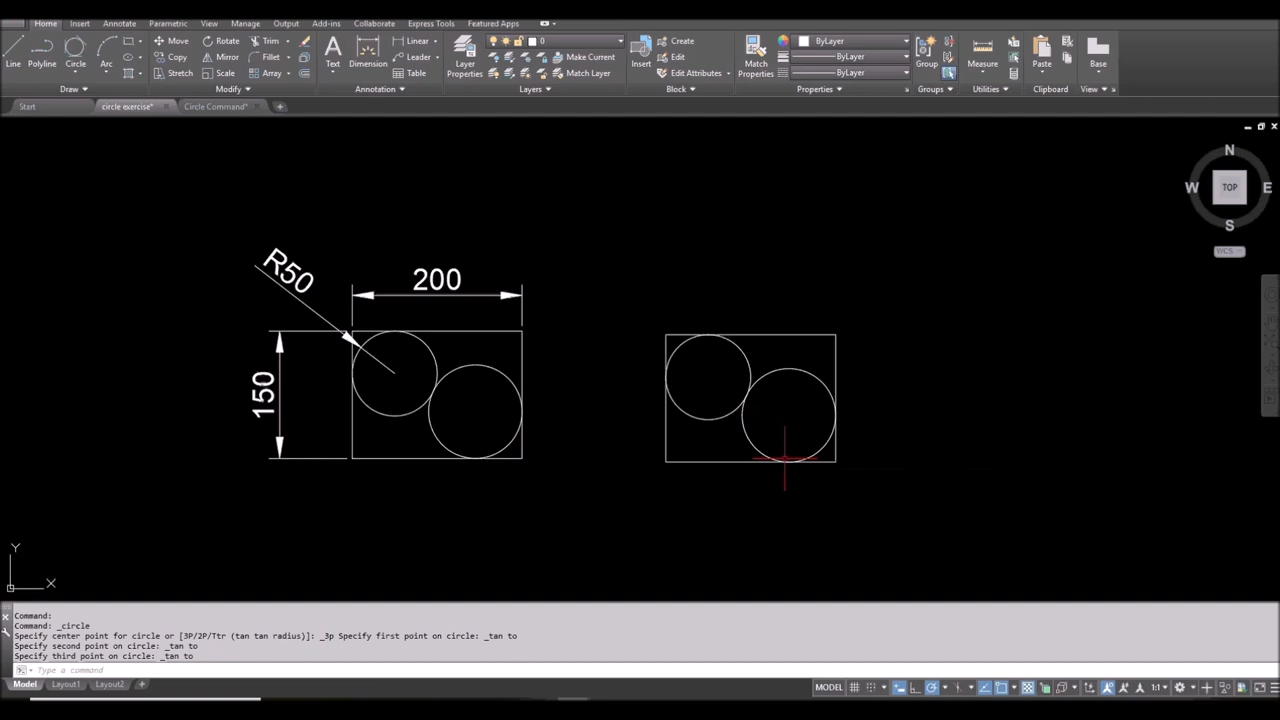 Home Insert Annotate Parametric View Manage Output Add-ins Collaborate Express Tools Featured Apps
Move Rotate Trim Linear 0 Create ByLayer
Copy Mirror Fillet Leader Make Current Edit ByLayer
Line Polyline Circle Arc Text Dimension Layer Properties Insert Match Properties Group Measure Paste Base
Stretch Scale Array Table Match Layer Edit Attributes ByLayer
Draw Modify Annotation Layers Block Properties Groups Utilities Clipboard View
Start circle exercise* Circle Command*
N
W TOP E
S
WCS
R50
200
150
Y
X
Command:
Command: _circle
Specify center point for circle or [3P/2P/Ttr (tan tan radius)]: _3p Specify first point on circle: _tan to
Specify second point on circle: _tan to
Specify third point on circle: _tan to
Type a command
Model Layout1 Layout2 MODEL 1:1